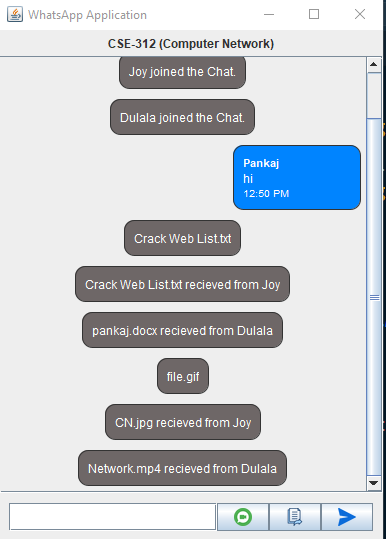 WhatsApp Application
CSE-312 (Computer Network)
Joy joined the Chat.
Dulala joined the Chat.
Pankaj
hi
12:50 PM
Crack Web List.txt
Crack Web List.txt recieved from Joy
pankaj.docx recieved from Dulala
file.gif
CN.jpg recieved from Joy
Network.mp4 recieved from Dulala